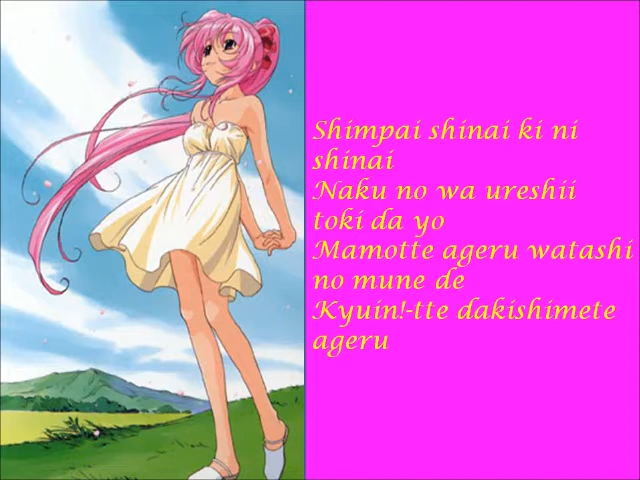 Shimpai shinai ki ni
shinai
Naku no wa ureshii
toki da yo
Mamotte ageru watashi
no mune de
Kyuin!-tte dakishimete
ageru